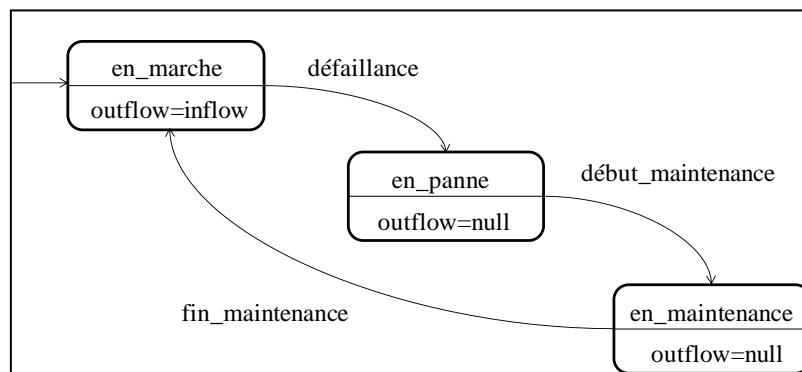 en_marche
défaillance
outflow=inflow
en_panne
début_maintenance
outflow=null
en_maintenance
fin_maintenance
outflow=null